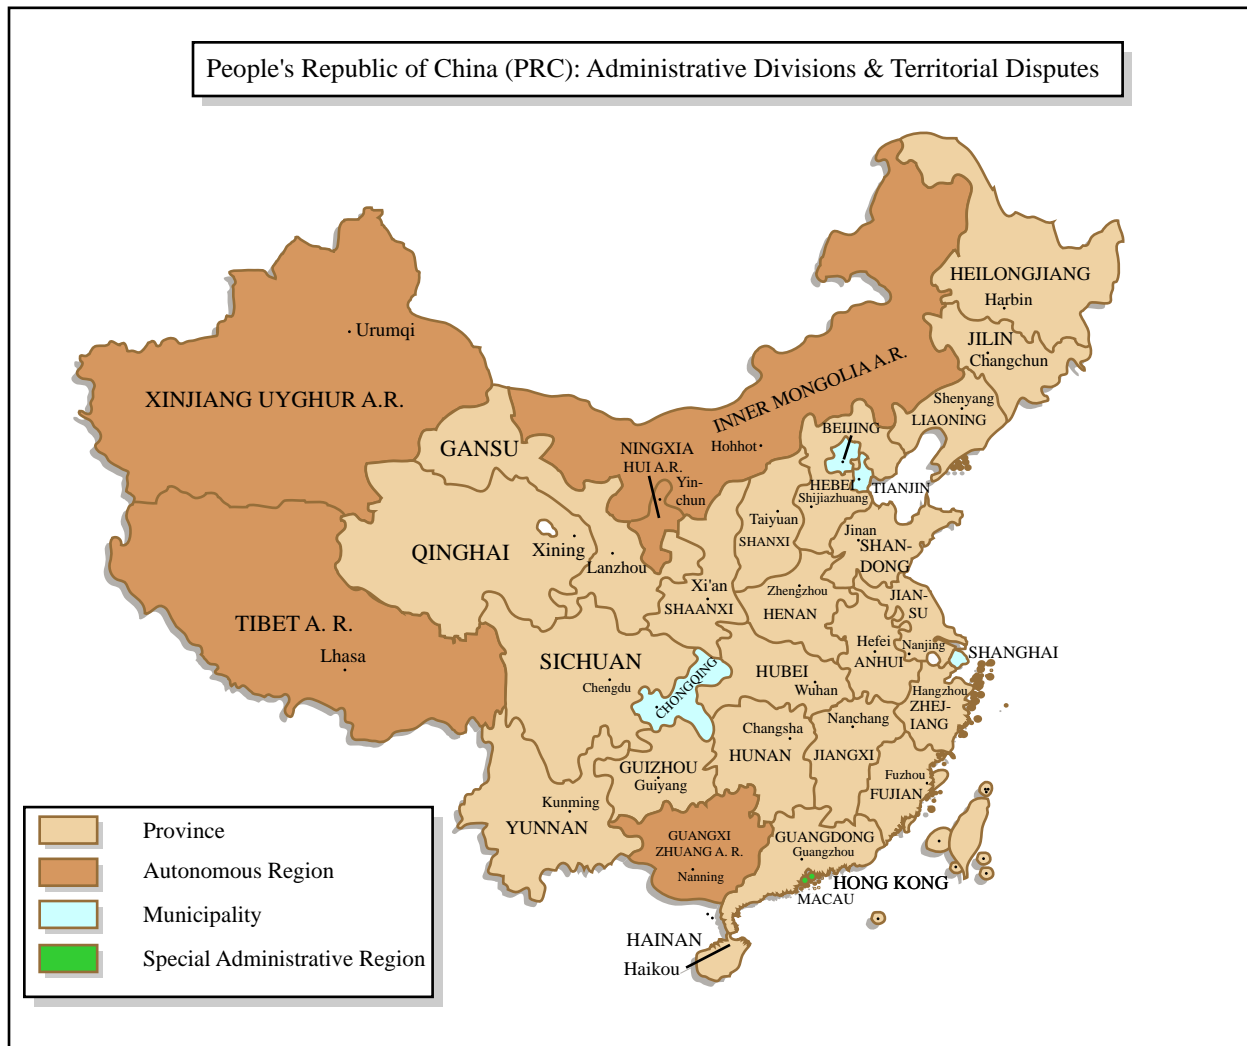 People's Republic of China (PRC): Administrative Divisions & Territorial Disputes
HEILONGJIANG
Harbin
JILIN
Changchun
Shenyang
LIAONING
INNER MONGOLIA A.R.
Hohhot
Urumqi
XINJIANG UYGHUR A.R.
GANSU
NINGXIA
HUI A.R.
Yin-
chun
BEIJING
HEBEI
Shijiazhuang
TIANJIN
Taiyuan
SHANXI
Jinan
SHAN-
DONG
QINGHAI
Xining
Lanzhou
Xi'an
SHAANXI
Zhengzhou
HENAN
JIAN-
SU
TIBET A. R.
Lhasa
SICHUAN
Chengdu
CHONGQING
HUBEI
Wuhan
Hefei
ANHUI
Nanjing
SHANGHAI
Hangzhou
ZHEJ-
IANG
Changsha
HUNAN
Nanchang
JIANGXI
GUIZHOU
Guiyang
Fuzhou
FUJIAN
Kunming
YUNNAN
GUANGXI
ZHUANG A. R.
Nanning
GUANGDONG
Guangzhou
HONG KONG
MACAU
HAINAN
Haikou
Province
Autonomous Region
Municipality
Special Administrative Region